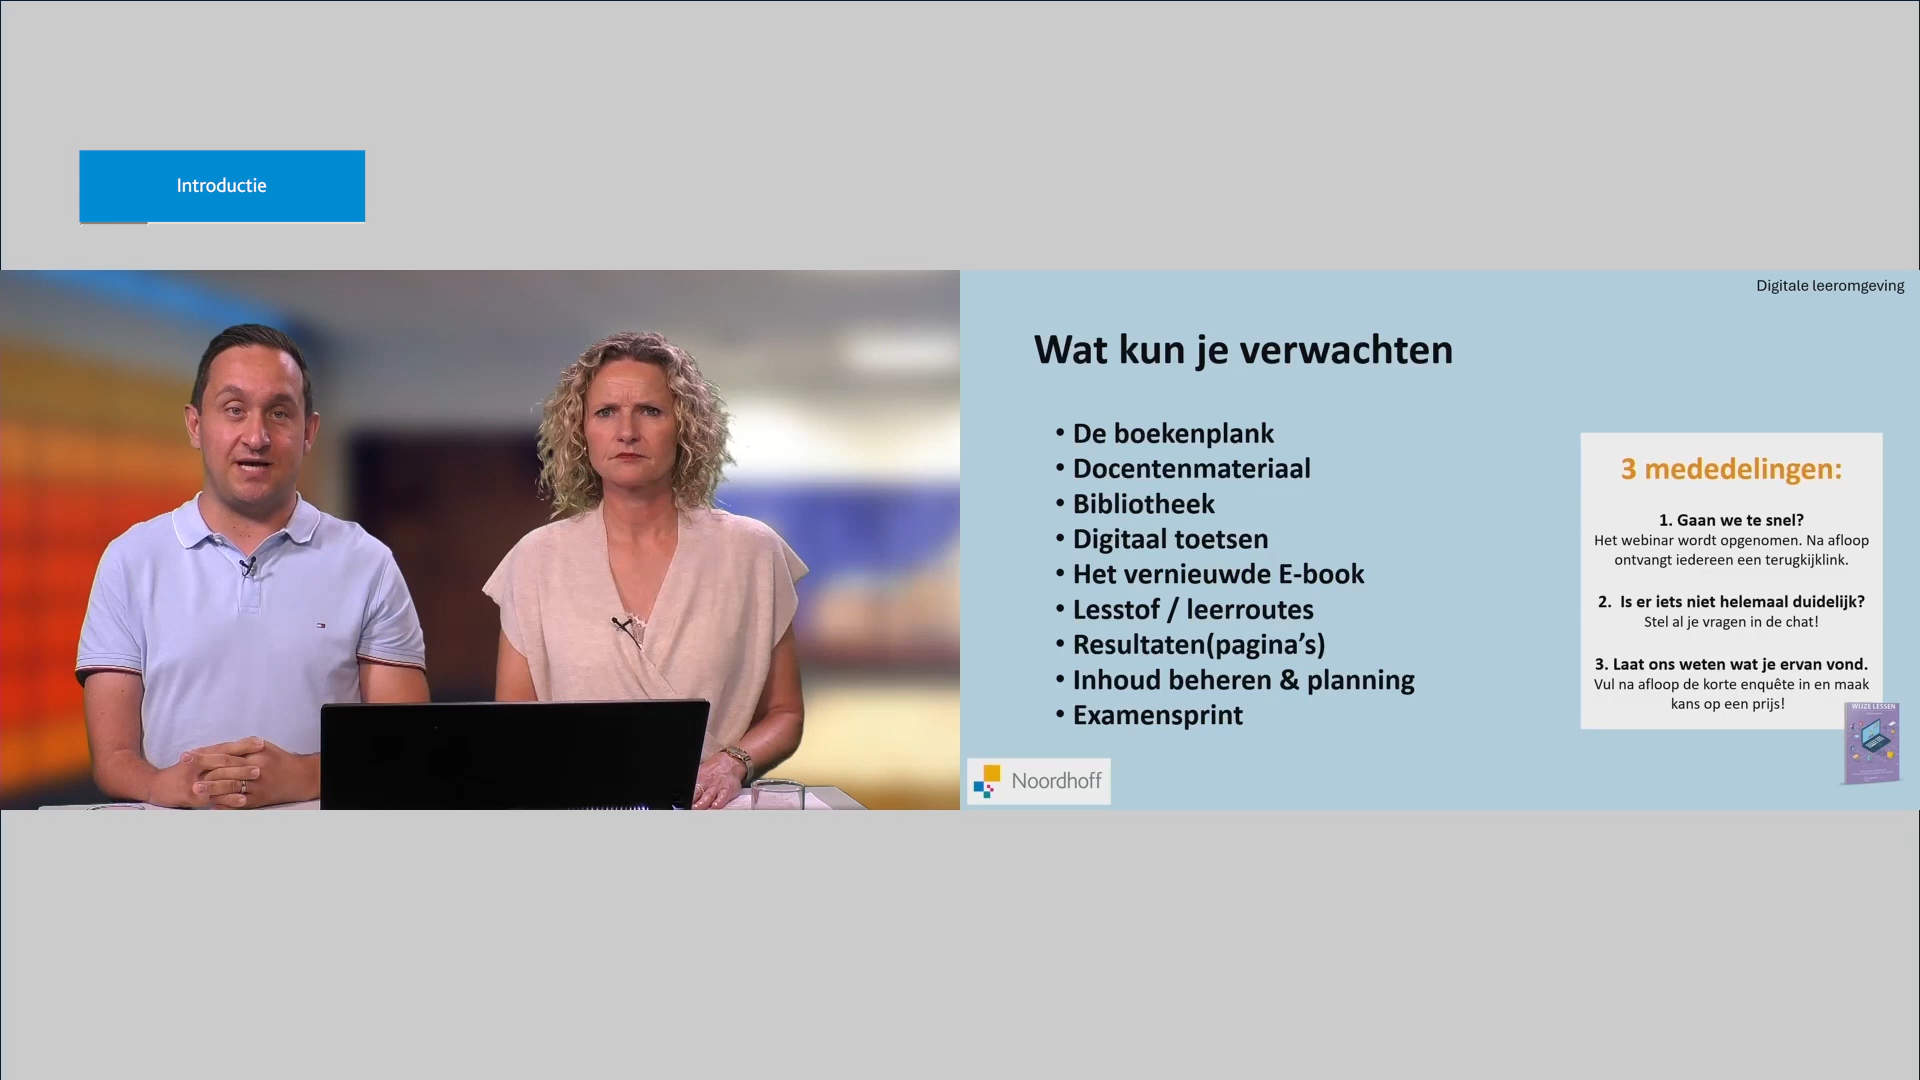 Introductie
Digitale leeromgeving
Wat kun je verwachten
• De boekenplank
• Docentenmateriaal
• Bibliotheek
• Digitaal toetsen
• Het vernieuwde E-book
• Lesstof / leerroutes
• Resultaten(pagina’s)
• Inhoud beheren & planning
• Examensprint
3 mededelingen:
1. Gaan we te snel?
Het webinar wordt opgenomen. Na afloop
ontvangt iedereen een terugkijklink.
2. Is er iets niet helemaal duidelijk?
Stel al je vragen in de chat!
3. Laat ons weten wat je ervan vond.
Vul na afloop de korte enquête in en maak
kans op een prijs!
WIJZE LESSEN
Noordhoff